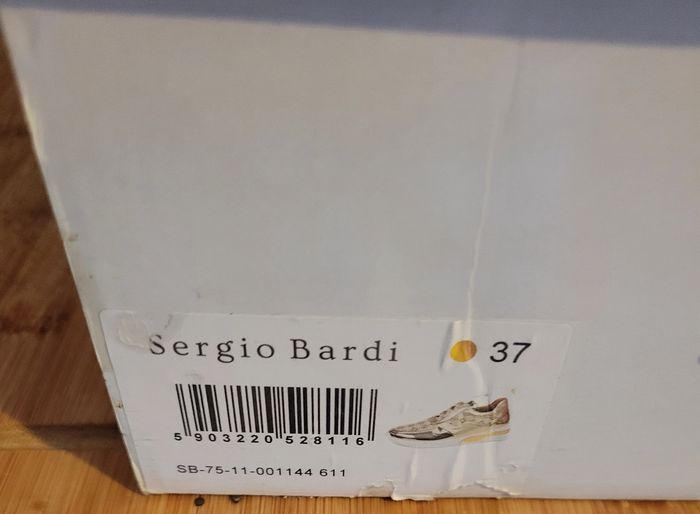 Sergio Bardi 37
5 903220 528116
SB-75-11-001144 611